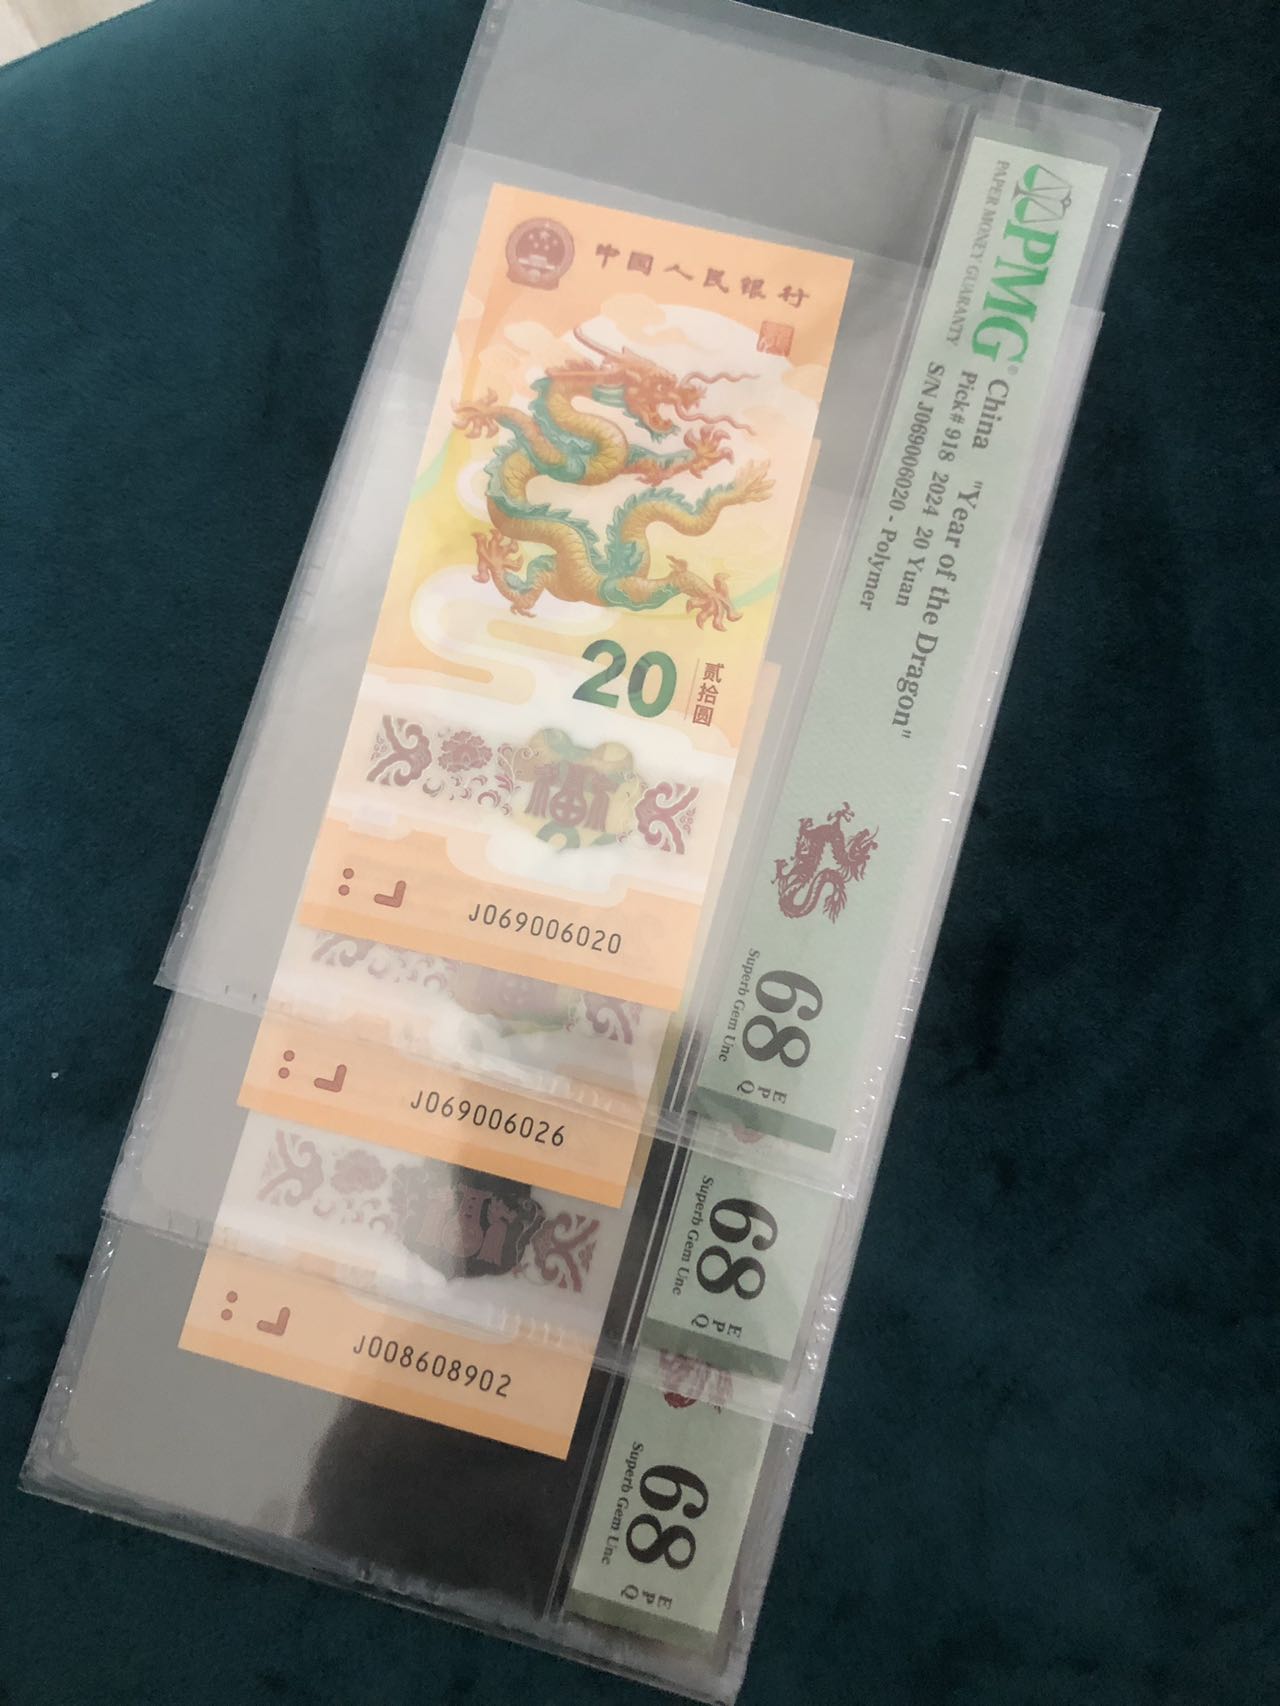 中国人民银行
20
贰拾圆
福
J069006020
J069006026
J008608902
PMG®
PAPER MONEY GUARANTY
China "Year of the Dragon"
Pick# 918 2024 20 Yuan
S/N J069006020 - Polymer
68 EPQ
Superb Gem Unc
68 EPQ
Superb Gem Unc
68 EPQ
Superb Gem Unc